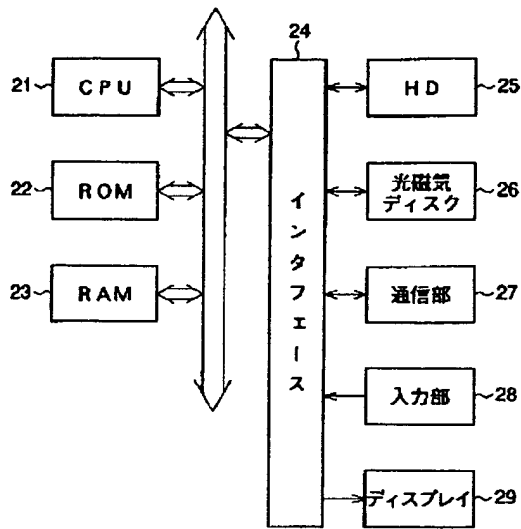 24
21
CPU
HD
25
22
ROM
光磁気
ディスク
26
インタフェース
23
RAM
通信部
27
入力部
28
ディスプレイ
29